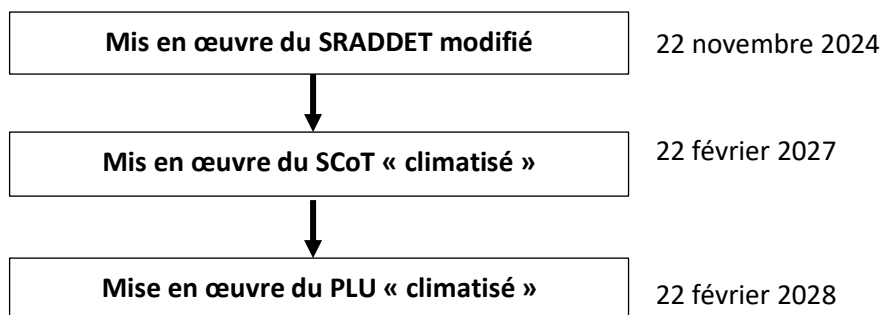 Mis en œuvre du SRADDET modifié
22 novembre 2024
Mis en œuvre du SCoT « climatisé »
22 février 2027
Mise en œuvre du PLU « climatisé »
22 février 2028